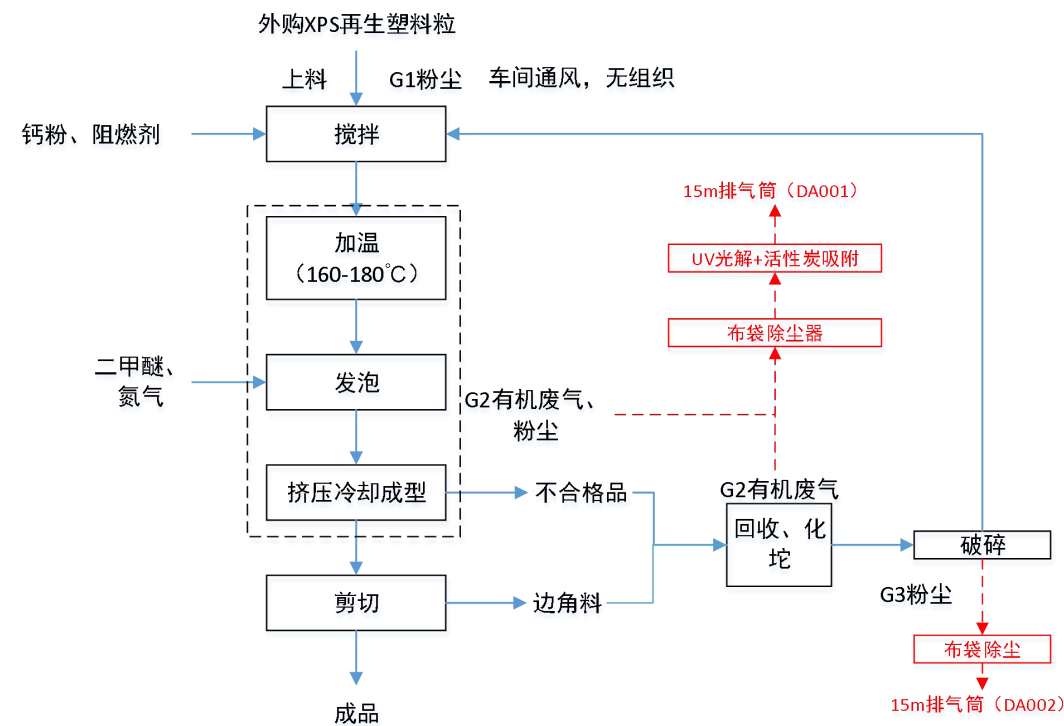 外购XPS再生塑料粒
上料
G1粉尘
车间通风，无组织
钙粉、阻燃剂
搅拌
15m排气筒（DA001）
加温
（160-180℃）
UV光解+活性炭吸附
布袋除尘器
二甲醚、
氮气
发泡
G2有机废气、
粉尘
挤压冷却成型
不合格品
G2有机废气
回收、化
坨
破碎
剪切
边角料
G3粉尘
布袋除尘
15m排气筒（DA002）
成品